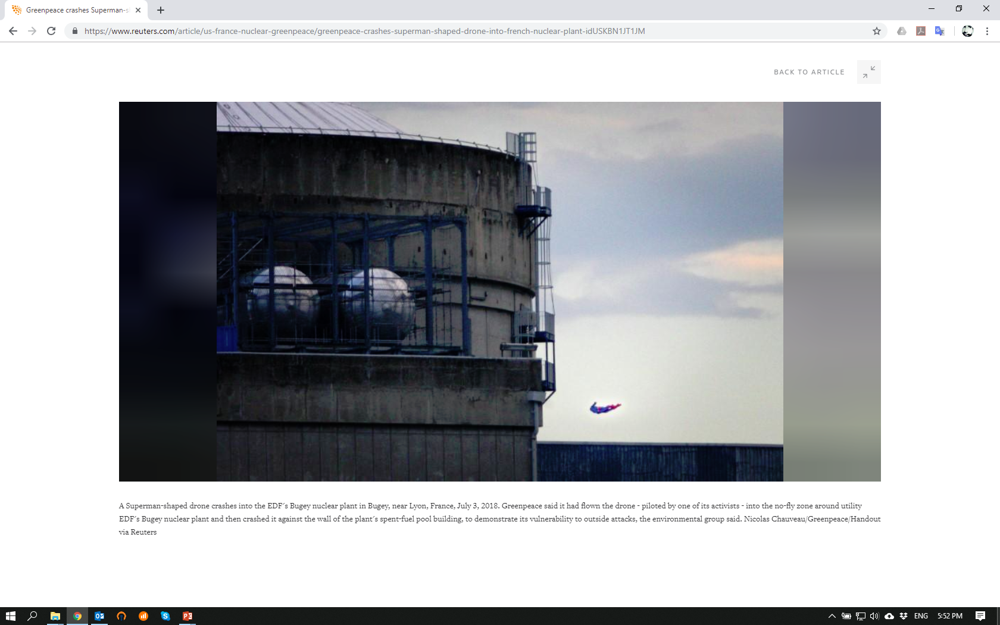 Greenpeace crashes Superman-s
https://www.reuters.com/article/us-france-nuclear-greenpeace/greenpeace-crashes-superman-shaped-drone-into-french-nuclear-plant-idUSKBN1JT1JM
BACK TO ARTICLE
A Superman-shaped drone crashes into the EDF's Bugey nuclear plant in Bugey, near Lyon, France, July 3, 2018. Greenpeace said it had flown the drone - piloted by one of its activists - into the no-fly zone around utility
EDF's Bugey nuclear plant and then crashed it against the wall of the plant's spent-fuel pool building, to demonstrate its vulnerability to outside attacks, the environmental group said. Nicolas Chauveau/Greenpeace/Handout
via Reuters
ENG 5:52 PM